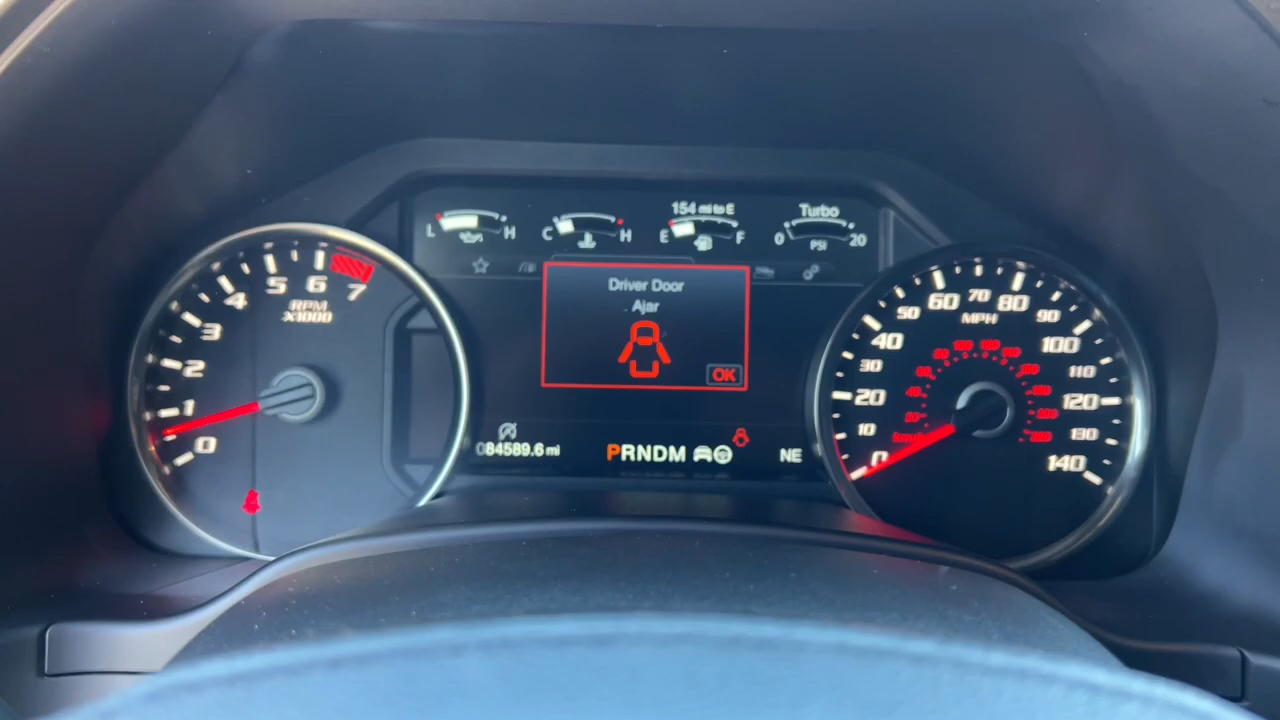 154 mi to E
Turbo
L H
C H
E F
0 20
PSI
Driver Door
Ajar
OK
084589.6 mi
PRNDM
NE
0 1 2 3 4 5 6 7
RPM
X1000
0 10 20 30 40 50 60 70 80 90 100 110 120 130 140
MPH
km/h